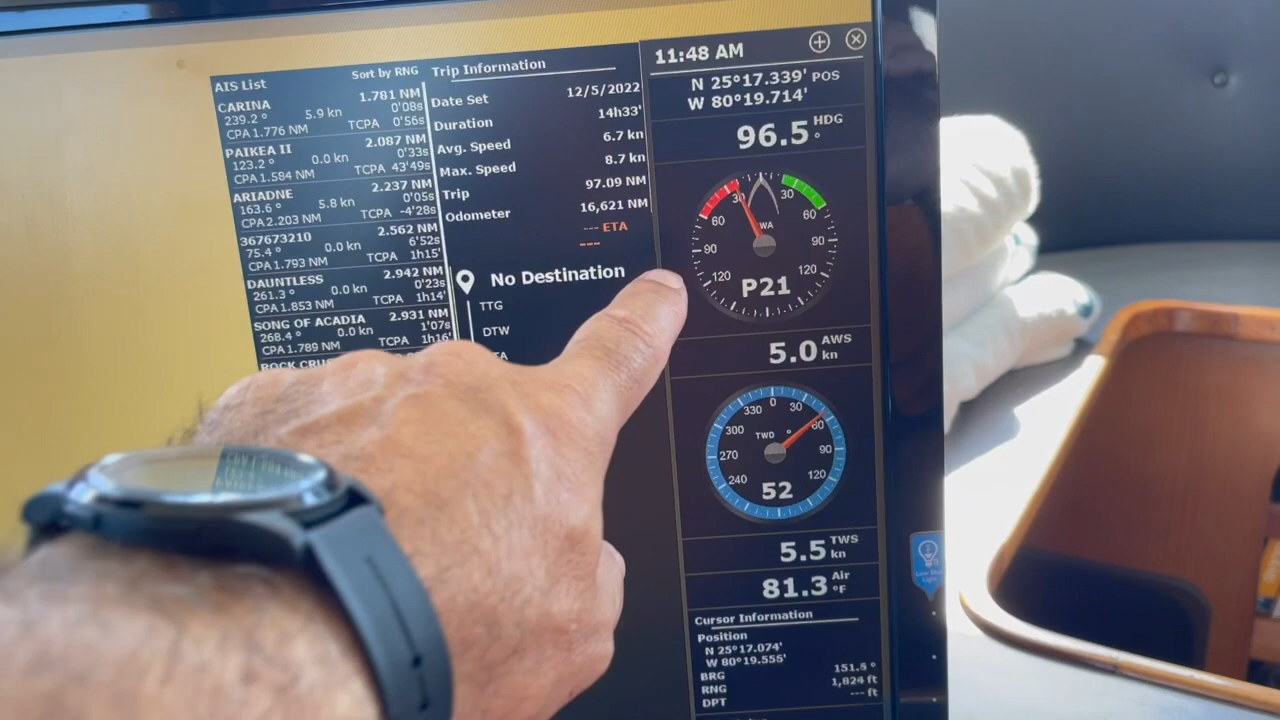 AIS List Sort by RNG
CARINA 1.781 NM
239.2 ° 5.9 kn 0'08s
CPA 1.776 NM TCPA 0'56s
PAIKEA II 2.087 NM
123.2 ° 0.0 kn 0'33s
CPA 1.584 NM TCPA 43'49s
ARIADNE 2.237 NM
163.6 ° 5.8 kn 0'05s
CPA 2.203 NM TCPA -4'28s
367673210 2.562 NM
75.4 ° 0.0 kn 6'52s
CPA 1.793 NM TCPA 1h15'
DAUNTLESS 2.942 NM
261.3 ° 0.0 kn 0'23s
CPA 1.853 NM TCPA 1h14'
SONG OF ACADIA 2.931 NM
268.4 ° 0.0 kn 1'07s
CPA 1.789 NM TCPA 1h16'
Trip Information
Date Set 12/5/2022
Duration 14h33'
Avg. Speed 6.7 kn
Max. Speed 8.7 kn
Trip 97.09 NM
Odometer 16,621 NM
--- ETA
---
No Destination
TTG
DTW
11:48 AM
N 25°17.339' POS
W 80°19.714'
96.5 ° HDG
30 30
60 60
90 90
120 120
P21
5.0 AWS kn
0
330 30
300 TWD ° 60
270 90
240 120
52
5.5 TWS kn
81.3 Air °F
Cursor Information
Position
N 25°17.074'
W 80°19.555'
BRG 151.5 °
RNG 1,824 ft
DPT --- ft